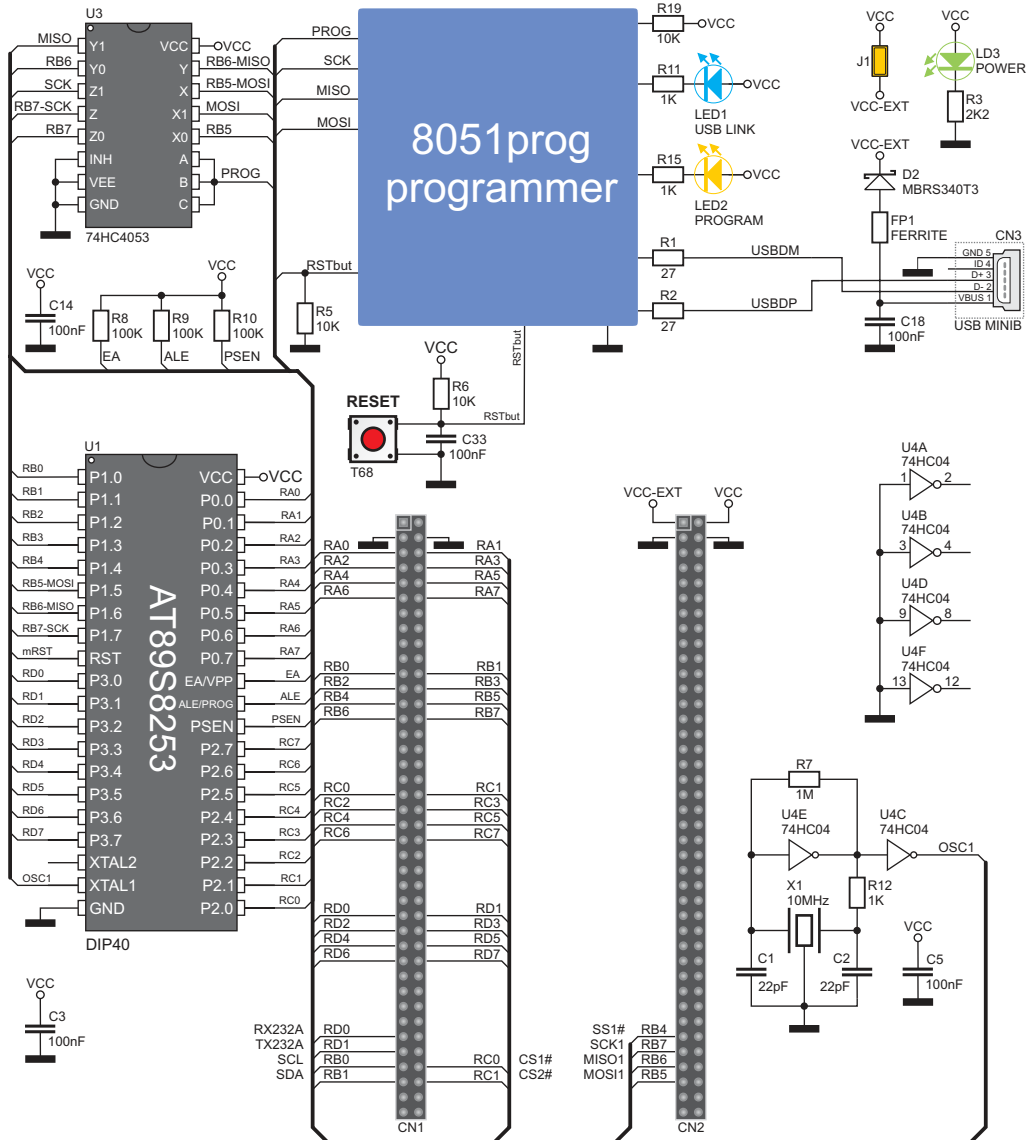 U3
MISO
RB6
SCK
RB7-SCK
RB7
Y1
Y0
Z1
Z
Z0
INH
VEE
GND
VCC
Y
X
X1
X0
A
B
C
VCC
RB6-MISO
RB5-MOSI
MOSI
RB5
PROG
74HC4053
PROG
SCK
MISO
MOSI
RSTbut
8051prog
programmer
R19
10K
VCC
R11
1K
LED1
USB LINK
VCC
R15
1K
LED2
PROGRAM
VCC
R1
27
USBDM
R2
27
USBDP
VCC
J1
VCC-EXT
VCC
LD3
POWER
R3
2K2
VCC-EXT
D2
MBRS340T3
FP1
FERRITE
CN3
GND 5
ID 4
D+ 3
D- 2
VBUS 1
USB MINIB
C18
100nF
VCC
C14
100nF
VCC
R8
100K
R9
100K
R10
100K
EA
ALE
PSEN
R5
10K
RSTbut
VCC
R6
10K
RSTbut
RESET
T68
C33
100nF
U1
RB0
RB1
RB2
RB3
RB4
RB5-MOSI
RB6-MISO
RB7-SCK
mRST
RD0
RD1
RD2
RD3
RD4
RD5
RD6
RD7
OSC1
P1.0
P1.1
P1.2
P1.3
P1.4
P1.5
P1.6
P1.7
RST
P3.0
P3.1
P3.2
P3.3
P3.4
P3.5
P3.6
P3.7
XTAL2
XTAL1
GND
AT89S8253
VCC
P0.0
P0.1
P0.2
P0.3
P0.4
P0.5
P0.6
P0.7
EA/VPP
ALE/PROG
PSEN
P2.7
P2.6
P2.5
P2.4
P2.3
P2.2
P2.1
P2.0
VCC
RA0
RA1
RA2
RA3
RA4
RA5
RA6
RA7
EA
ALE
PSEN
RC7
RC6
RC5
RC4
RC3
RC2
RC1
RC0
DIP40
VCC
C3
100nF
RA0 RA1
RA2 RA3
RA4 RA5
RA6 RA7
RB0 RB1
RB2 RB3
RB4 RB5
RB6 RB7
RC0 RC1
RC2 RC3
RC4 RC5
RC6 RC7
RD0 RD1
RD2 RD3
RD4 RD5
RD6 RD7
RX232A RD0
TX232A RD1
SCL RB0 RC0 CS1#
SDA RB1 RC1 CS2#
CN1
VCC-EXT VCC
SS1# RB4
SCK1 RB7
MISO1 RB6
MOSI1 RB5
CN2
U4A
74HC04
1 2
U4B
74HC04
3 4
U4D
74HC04
9 8
U4F
74HC04
13 12
R7
1M
U4E
74HC04
U4C
74HC04
OSC1
X1
10MHz
R12
1K
C1
22pF
C2
22pF
VCC
C5
100nF